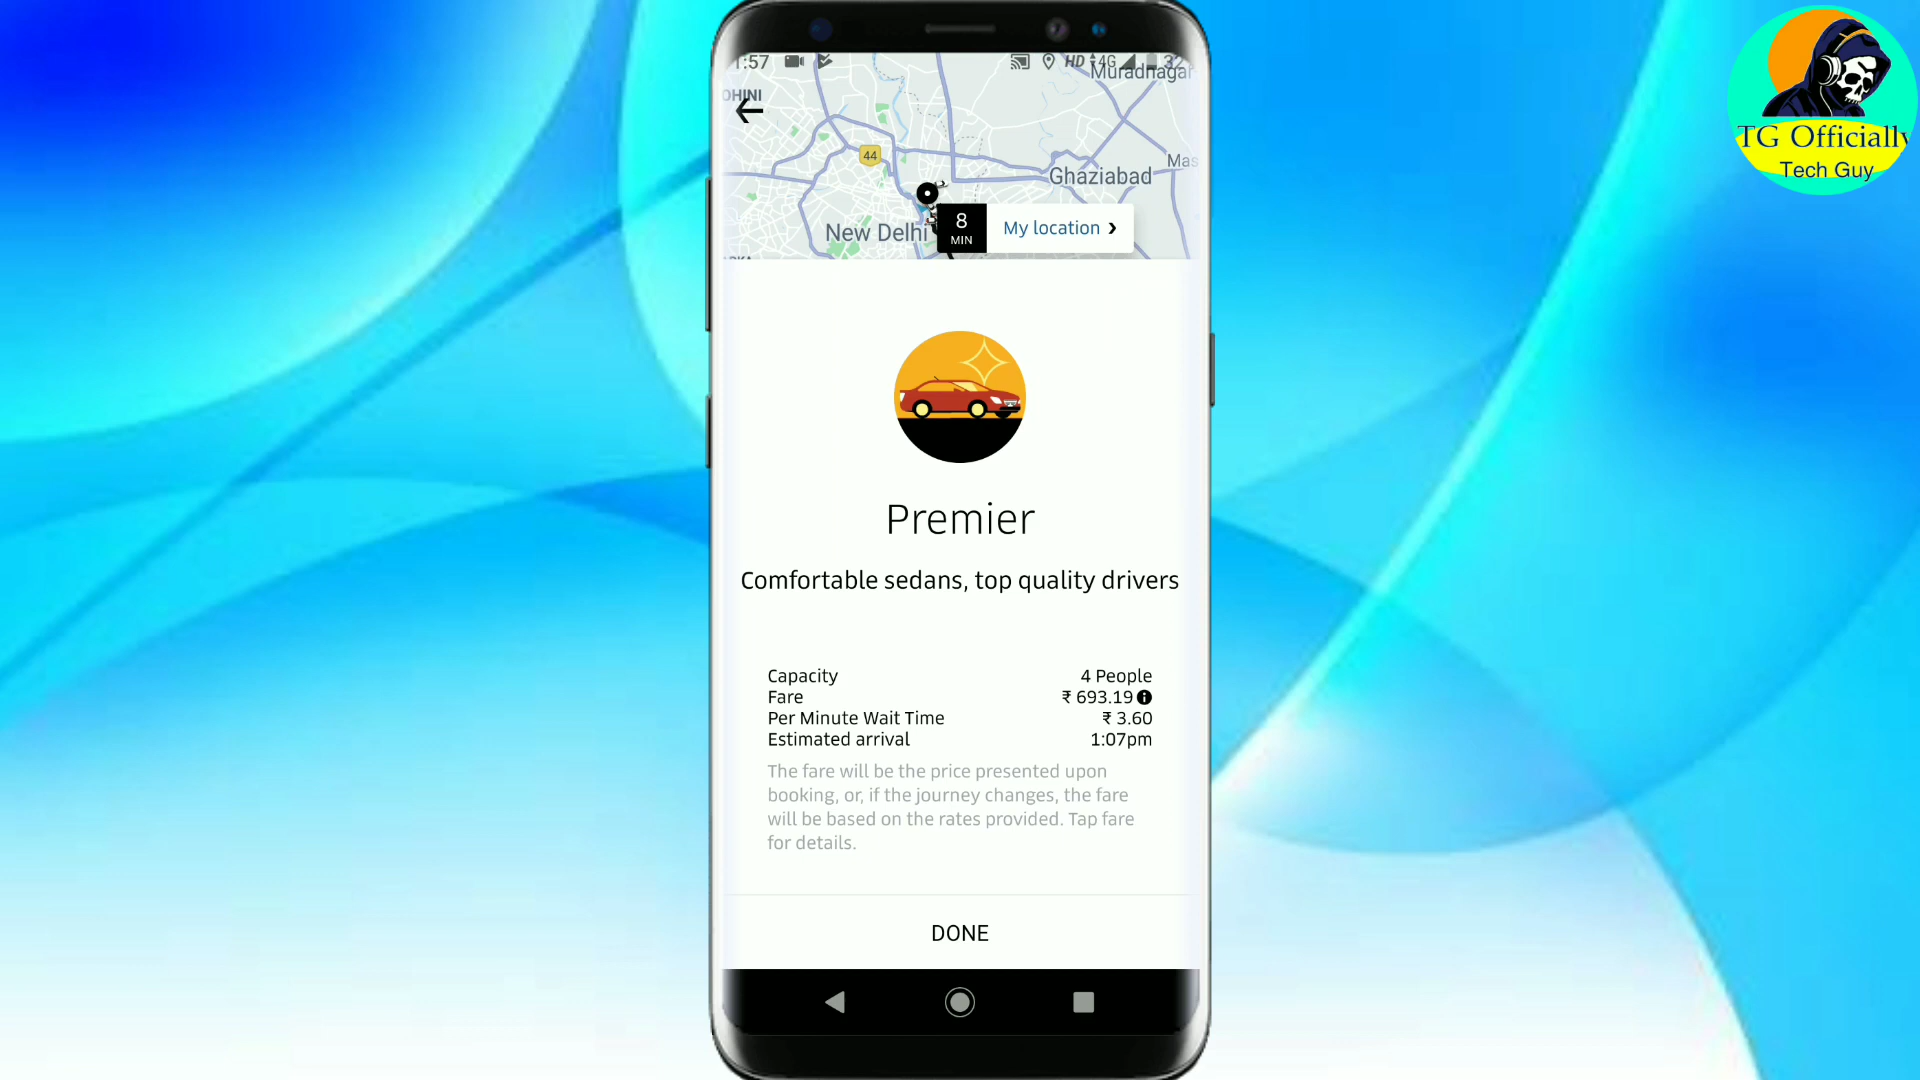 1:57
HD 4G 32
Muradnagar
OHINI
44
Mas
Ghaziabad
New Delhi
8
MIN
My location
TG Officially
Tech Guy
Premier
Comfortable sedans, top quality drivers
Capacity 4 People
Fare ₹ 693.19
Per Minute Wait Time ₹ 3.60
Estimated arrival 1:07pm
The fare will be the price presented upon
booking, or, if the journey changes, the fare
will be based on the rates provided. Tap fare
for details.
DONE